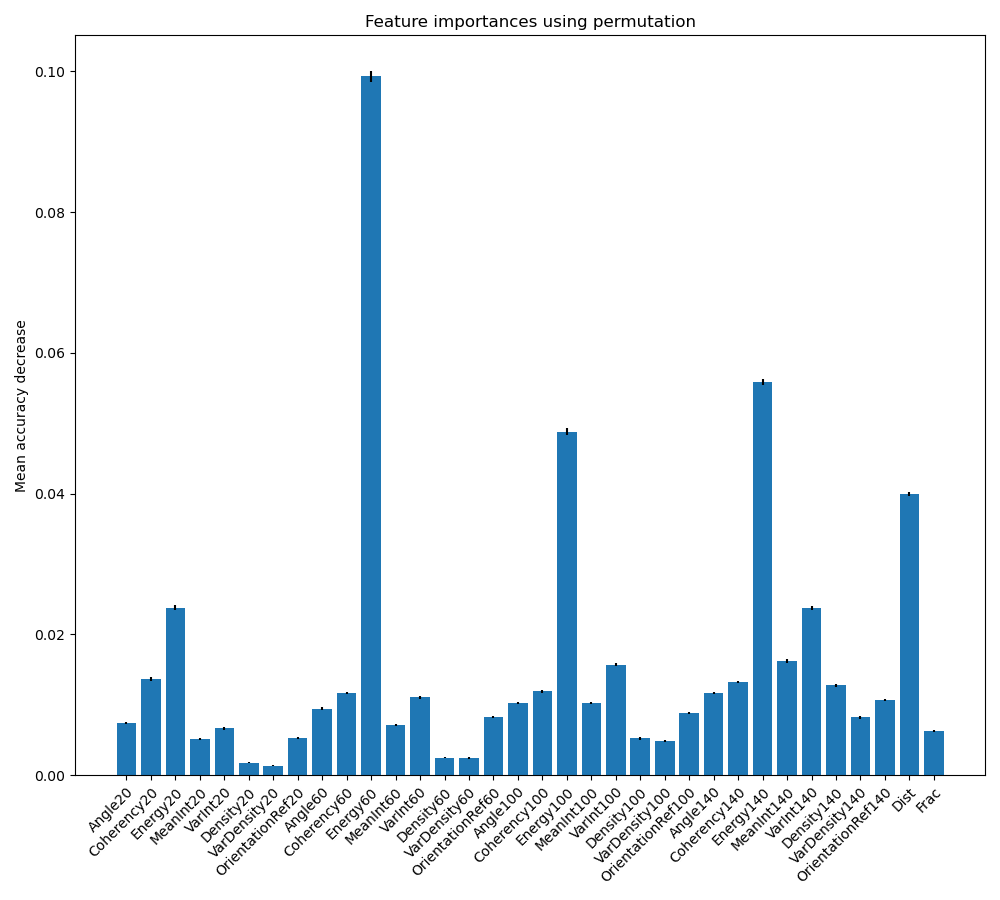 Feature importances using permutation
Mean accuracy decrease
0.10
0.08
0.06
0.04
0.02
0.00
Angle20
Coherency20
Energy20
MeanInt20
VarInt20
Density20
VarDensity20
OrientationRef20
Angle60
Coherency60
Energy60
MeanInt60
VarInt60
Density60
VarDensity60
OrientationRef60
Angle100
Coherency100
Energy100
MeanInt100
VarInt100
Density100
VarDensity100
OrientationRef100
Angle140
Coherency140
Energy140
MeanInt140
VarInt140
Density140
VarDensity140
OrientationRef140
Dist
Frac